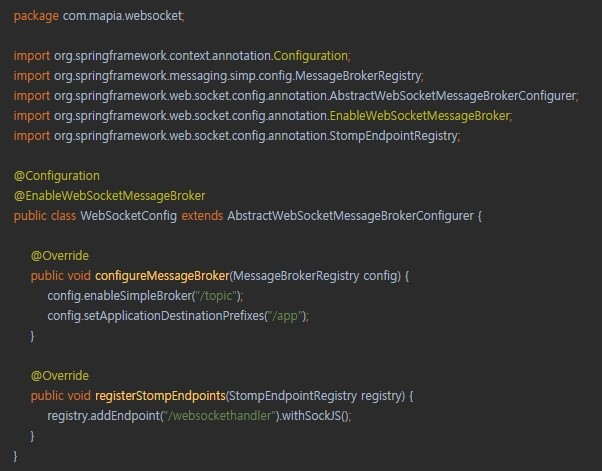 package com.mapia.websocket;
import org.springframework.context.annotation.Configuration;
import org.springframework.messaging.simp.config.MessageBrokerRegistry;
import org.springframework.web.socket.config.annotation.AbstractWebSocketMessageBrokerConfigurer;
import org.springframework.web.socket.config.annotation.EnableWebSocketMessageBroker;
import org.springframework.web.socket.config.annotation.StompEndpointRegistry;
@Configuration
@EnableWebSocketMessageBroker
public class WebSocketConfig extends AbstractWebSocketMessageBrokerConfigurer {
@Override
public void configureMessageBroker(MessageBrokerRegistry config) {
config.enableSimpleBroker("/topic");
config.setApplicationDestinationPrefixes("/app");
}
@Override
public void registerStompEndpoints(StompEndpointRegistry registry) {
registry.addEndpoint("/websockethandler").withSockJS();
}
}